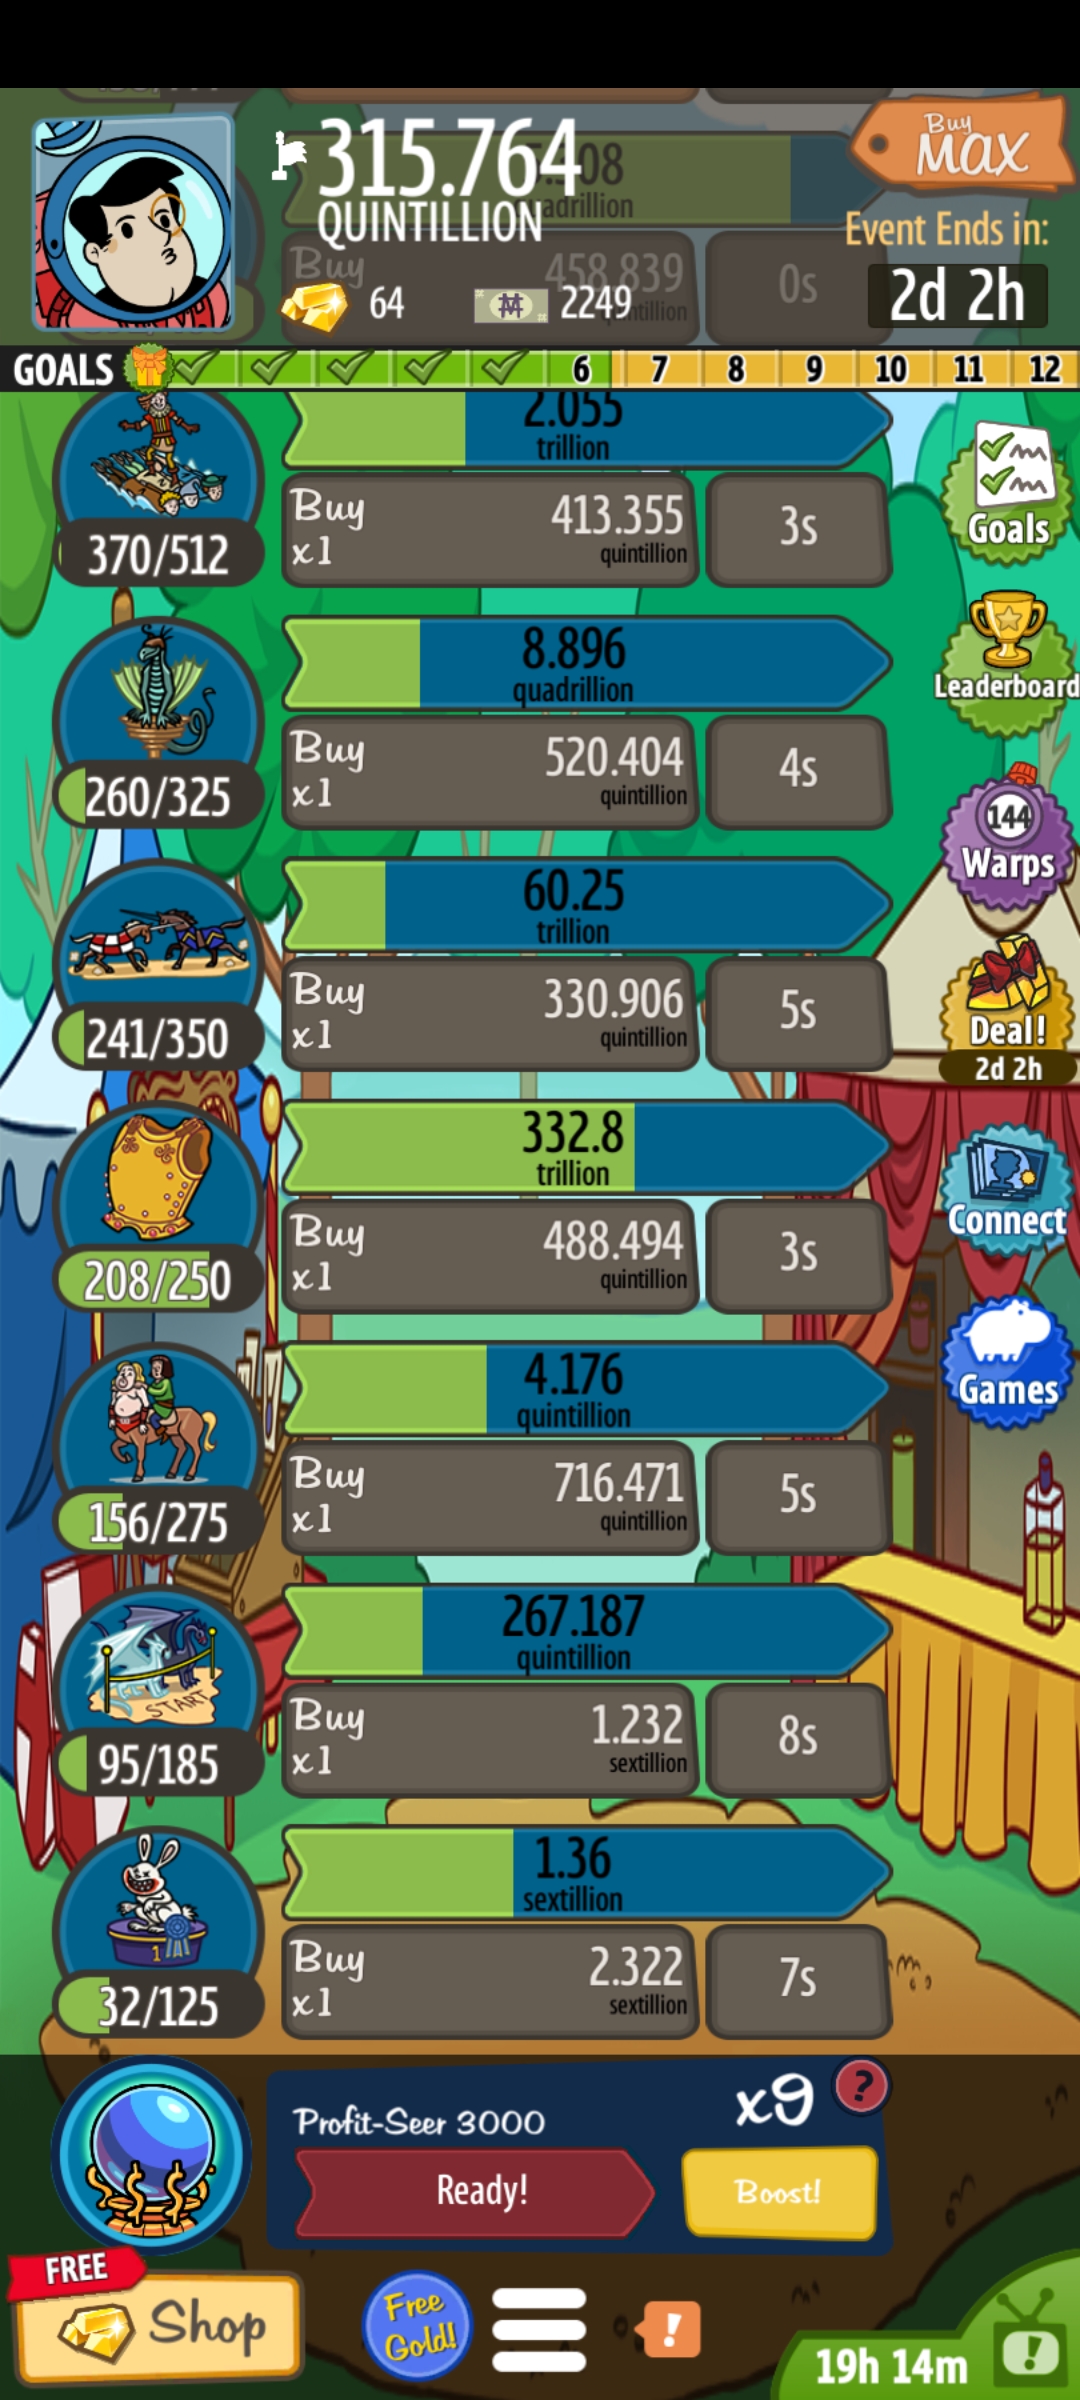 315.764
QUINTILLION
Buy
MAX
Event Ends in:
2d 2h
64
2249
Buy
458.839
0s
GOALS
6 7 8 9 10 11 12
2.055
trillion
370/512
Buy
x1
413.355
quintillion
3s
Goals
8.896
quadrillion
260/325
Buy
x1
520.404
quintillion
4s
Leaderboard
144
Warps
60.25
trillion
241/350
Buy
x1
330.906
quintillion
5s
Deal!
2d 2h
332.8
trillion
208/250
Buy
x1
488.494
quintillion
3s
Connect
4.176
quintillion
156/275
Buy
x1
716.471
quintillion
5s
Games
267.187
quintillion
START
95/185
Buy
x1
1.232
sextillion
8s
1.36
sextillion
1
32/125
Buy
x1
2.322
sextillion
7s
Profit-Seer 3000
x9
?
Ready!
Boost!
FREE
Shop
Free
Gold!
!
19h 14m
!